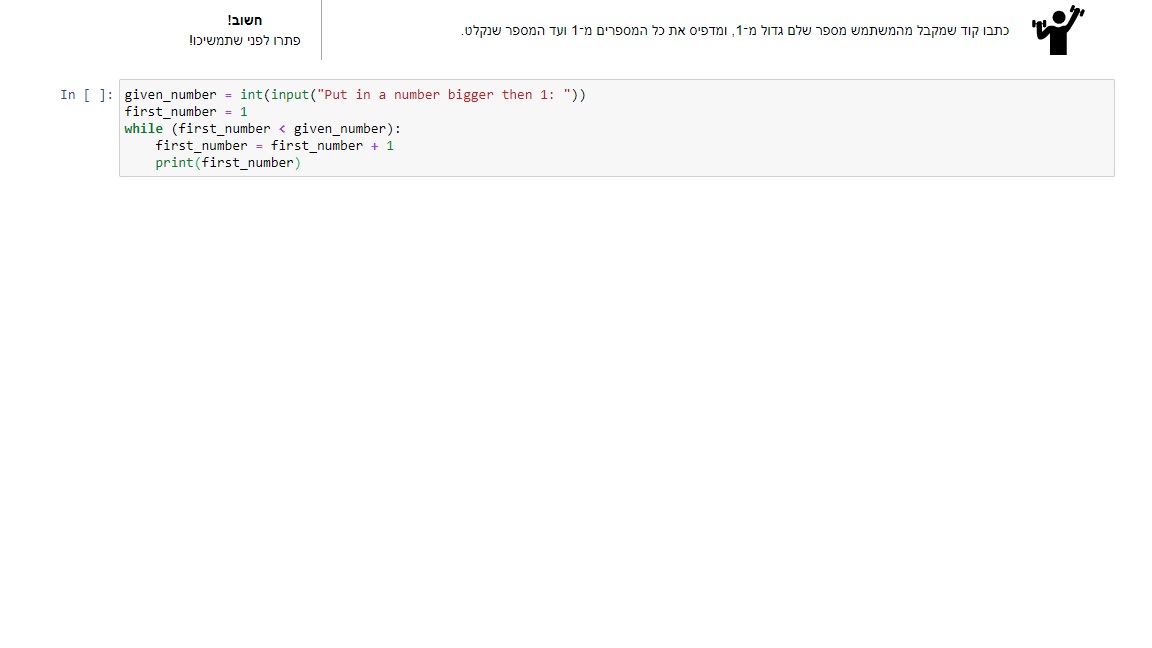 כתבו קוד שמקבל מהמשתמש מספר שלם גדול מ־1, ומדפיס את כל המספרים מ־1 ועד המספר שנקלט.
חשוב!
פתרו לפני שתמשיכו!
In [ ]:
given_number = int(input("Put in a number bigger then 1: "))
first_number = 1
while (first_number < given_number):
    first_number = first_number + 1
    print(first_number)